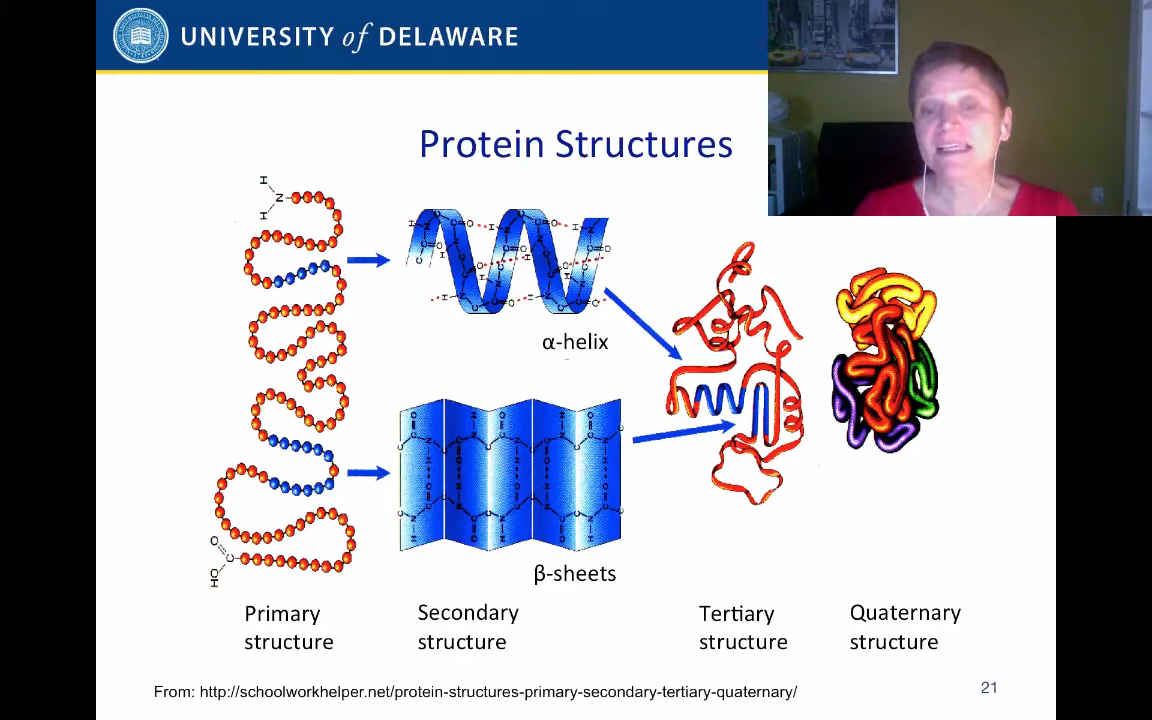 UNIVERSITY of DELAWARE
Protein Structures
α-helix
β-sheets
Primary
structure
Secondary
structure
Tertiary
structure
Quaternary
structure
From: http://schoolworkhelper.net/protein-structures-primary-secondary-tertiary-quaternary/
21